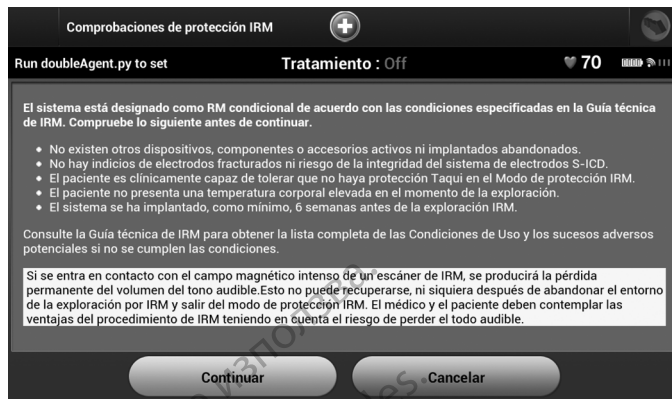 Comprobaciones de protección IRM
Run doubleAgent.py to set
Tratamiento : Off
70
El sistema está designado como RM condicional de acuerdo con las condiciones especificadas en la Guía técnica
de IRM. Compruebe lo siguiente antes de continuar.
• No existen otros dispositivos, componentes o accesorios activos ni implantados abandonados.
• No hay indicios de electrodos fracturados ni riesgo de la integridad del sistema de electrodos S-ICD.
• El paciente es clínicamente capaz de tolerar que no haya protección Taqui en el Modo de protección IRM.
• El paciente no presenta una temperatura corporal elevada en el momento de la exploración.
• El sistema se ha implantado, como mínimo, 6 semanas antes de la exploración IRM.
Consulte la Guía técnica de IRM para obtener la lista completa de las Condiciones de Uso y los sucesos adversos
potenciales si no se cumplen las condiciones.
Si se entra en contacto con el campo magnético intenso de un escáner de IRM, se producirá la pérdida
permanente del volumen del tono audible.Esto no puede recuperarse, ni siquiera después de abandonar el entorno
de la exploración por IRM y salir del modo de protección IRM. El médico y el paciente deben contemplar las
ventajas del procedimiento de IRM teniendo en cuenta el riesgo de perder el todo audible.
Continuar
Cancelar